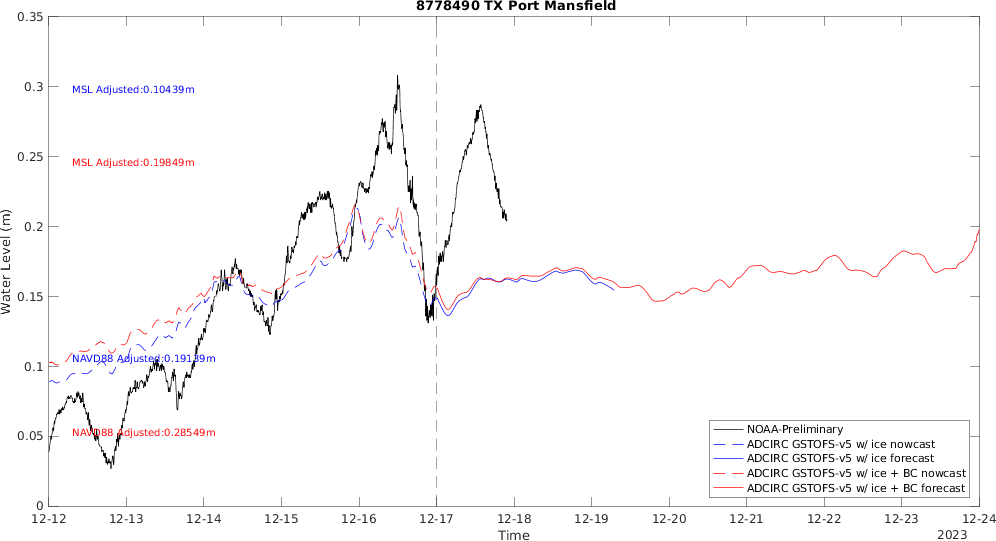 8778490 TX Port Mansfield
0.35
0.3
0.25
0.2
0.15
0.1
0.05
0
Water Level (m)
MSL Adjusted:0.10439m
MSL Adjusted:0.19849m
NAVD88 Adjusted:0.19139m
NAVD88 Adjusted:0.28549m
NOAA-Preliminary
ADCIRC GSTOFS-v5 w/ ice nowcast
ADCIRC GSTOFS-v5 w/ ice forecast
ADCIRC GSTOFS-v5 w/ ice + BC nowcast
ADCIRC GSTOFS-v5 w/ ice + BC forecast
12-12 12-13 12-14 12-15 12-16 12-17 12-18 12-19 12-20 12-21 12-22 12-23 12-24
Time
2023